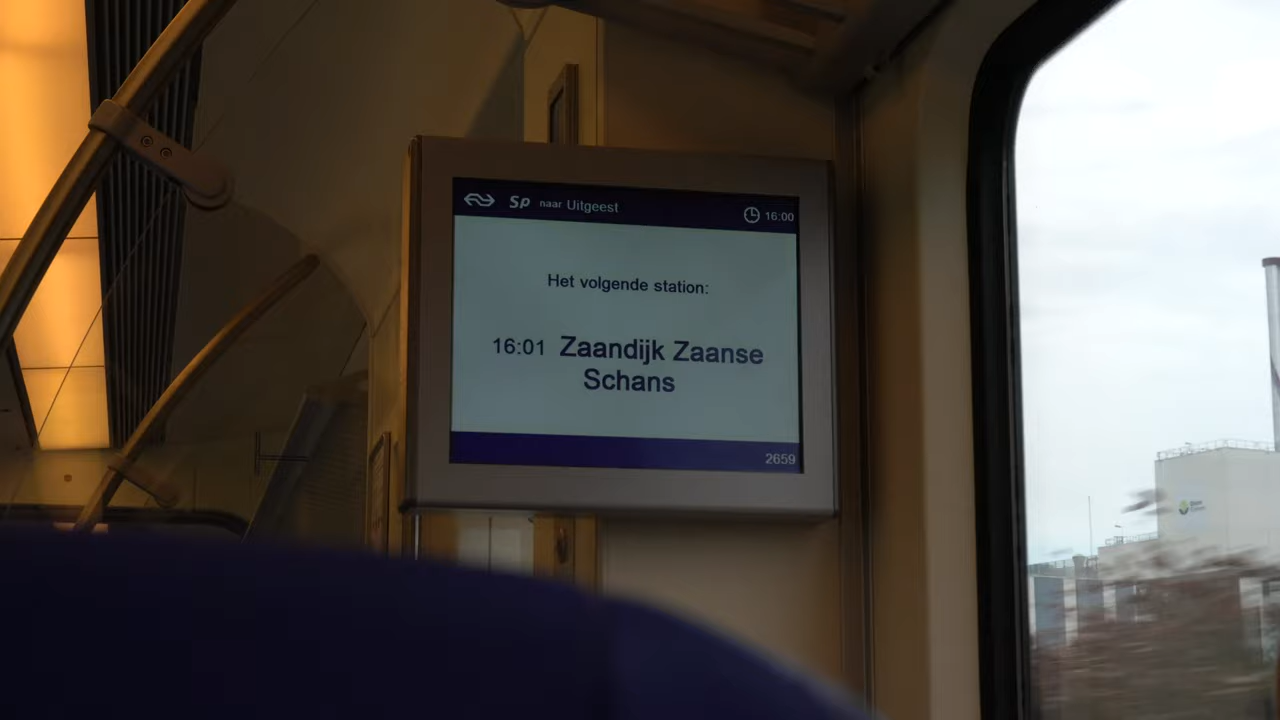 Sp naar Uitgeest 16:00
Het volgende station:
16:01 Zaandijk Zaanse
Schans
2659